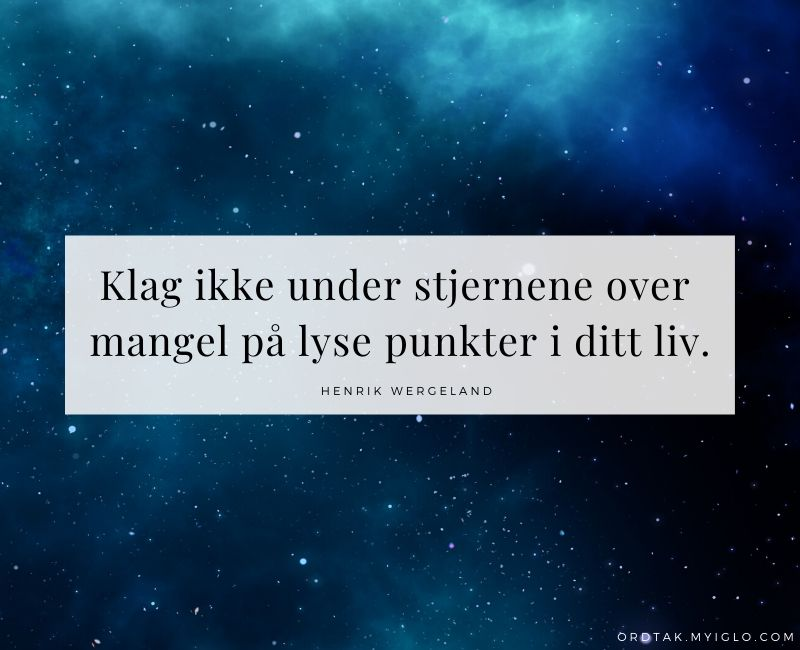 Klag ikke under stjernene over
mangel på lyse punkter i ditt liv.
HENRIK WERGELAND
ORDTAK.MYIGLO.COM